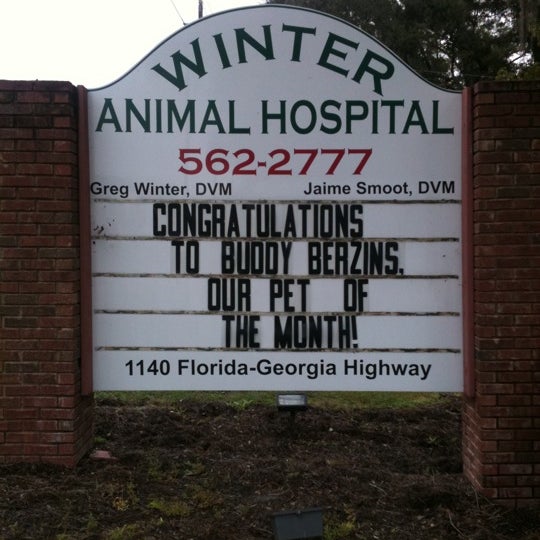 WINTER
ANIMAL HOSPITAL
562-2777
Greg Winter, DVM Jaime Smoot, DVM
CONGRATULATIONS
TO BUDDY BERZINS,
OUR PET OF
THE MONTH!
1140 Florida-Georgia Highway